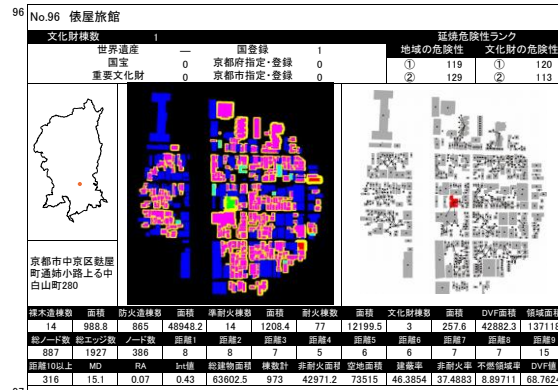 96
No.96 俵屋旅館
文化財棟数 1 延焼危険性ランク
世界遺産 ― 国登録 1 地域の危険性 文化財の危険性
国宝 0 京都府指定・登録 0 ① 119 ① 120
重要文化財 0 京都市指定・登録 0 ② 129 ② 113
京都市中京区麩屋
町通姉小路上る中
白山町280
裸木造棟数 面積 防火造棟数 面積 準耐火棟数 面積 耐火棟数 面積 文化財棟数 面積 DVF面積 領域面積
14 988.8 865 48948.2 14 1208.4 77 12199.5 3 257.6 42882.3
総ノード数 総エッジ数 ノード数 距離1 距離2 距離3 距離4 距離5 距離6 距離7 距離8 距離9
887 1927 386 8 8 7 5 6 6 7 7
距離10以上 MD RA Int値 総建物面積 棟数計 非耐火面積 空地面積 建蔽率 非耐火率 不燃領域率 DVF率
316 15.1 0.07 0.43 63602.5 973 42971.2 73515 46.3854 37.4883
97